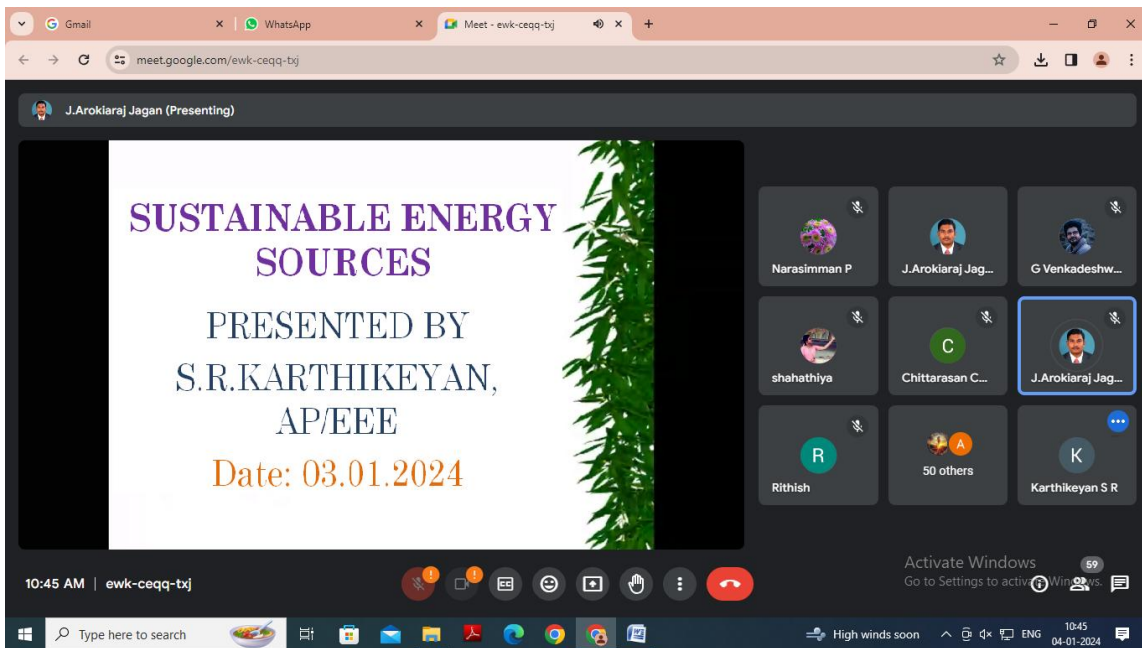 Gmail
WhatsApp
Meet - ewk-ceqq-txj
meet.google.com/ewk-ceqq-txj
J.Arokiaraj Jagan (Presenting)
SUSTAINABLE ENERGY
SOURCES
PRESENTED BY
S.R.KARTHIKEYAN,
AP/EEE
Date: 03.01.2024
Narasimman P
J.Arokiaraj Jag...
G Venkadeshw...
shahathiya
C
Chittarasan C...
J.Arokiaraj Jag...
R
Rithish
A
50 others
K
Karthikeyan S R
10:45 AM | ewk-ceqq-txj
CC
Activate Windows
Go to Settings to activate Windows.
59
Type here to search
High winds soon
ENG
10:45
04-01-2024